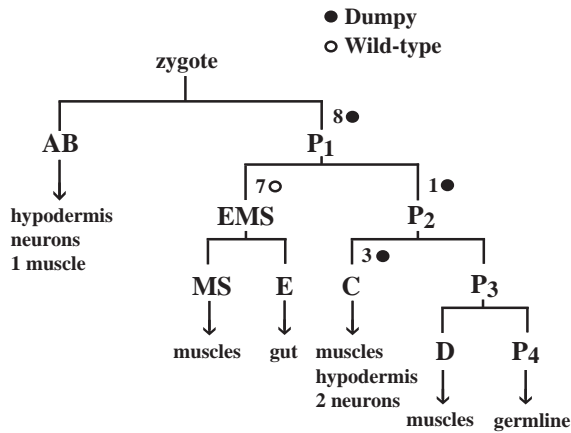 ● Dumpy
○ Wild-type
zygote
8 ●
AB
P1
7 ○
1 ●
hypodermis
neurons
1 muscle
EMS
P2
3 ●
MS
E
C
P3
muscles
gut
muscles
hypodermis
2 neurons
D
P4
muscles
germline